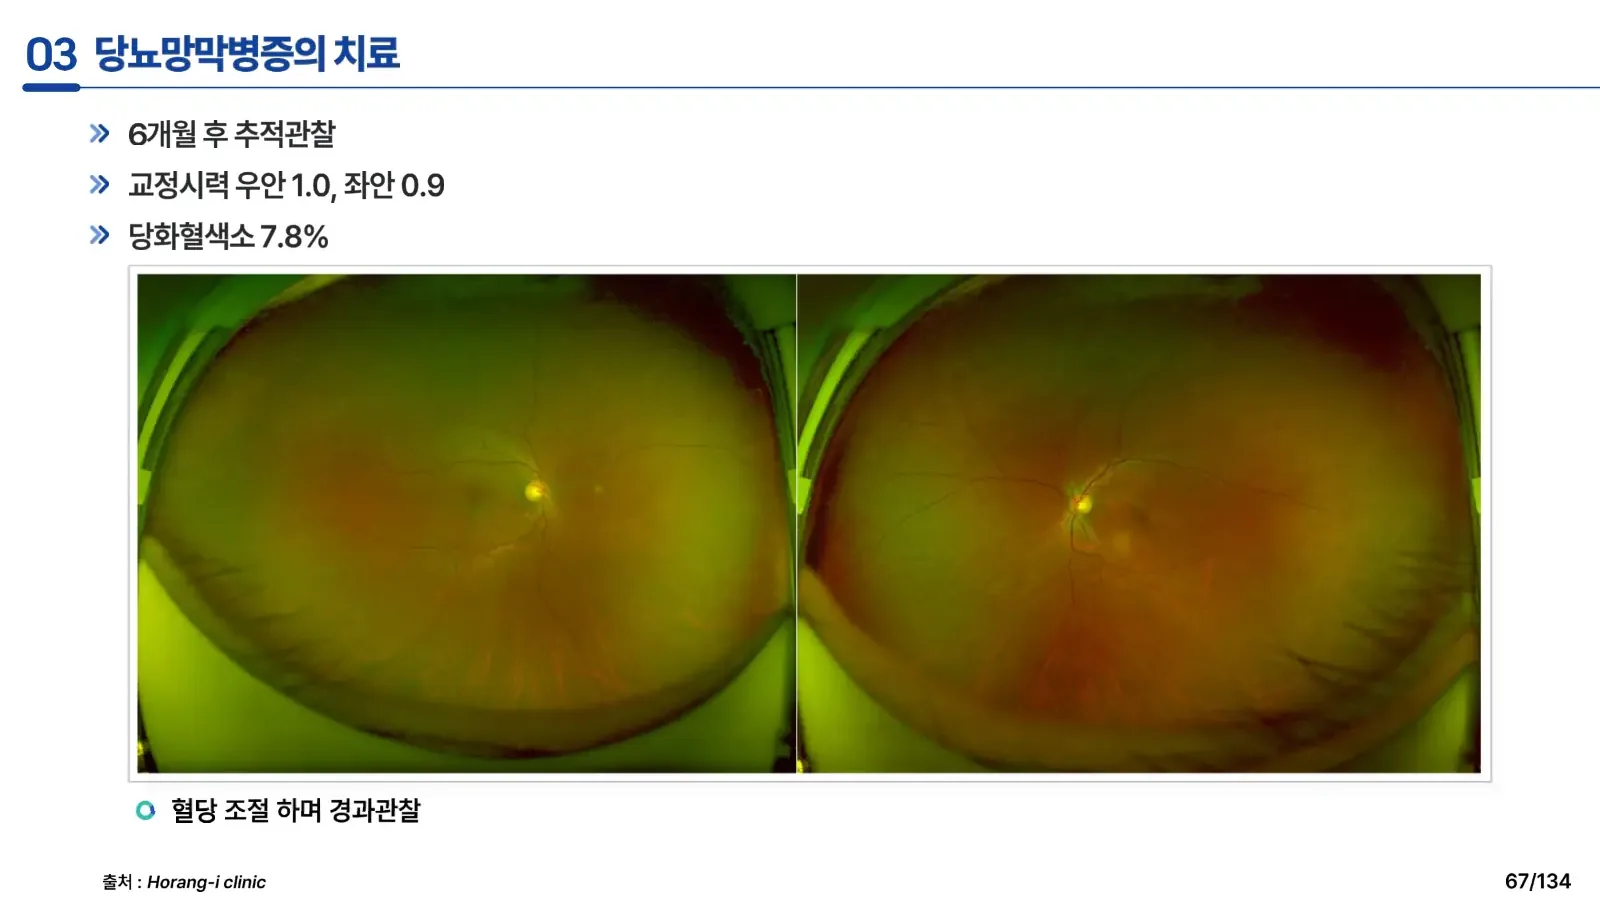 03 당뇨망막병증의 치료
6개월 후 추적관찰
교정시력 우안 1.0, 좌안 0.9
당화혈색소 7.8%
혈당 조절 하며 경과관찰
출처 : Horang-i clinic
67/134